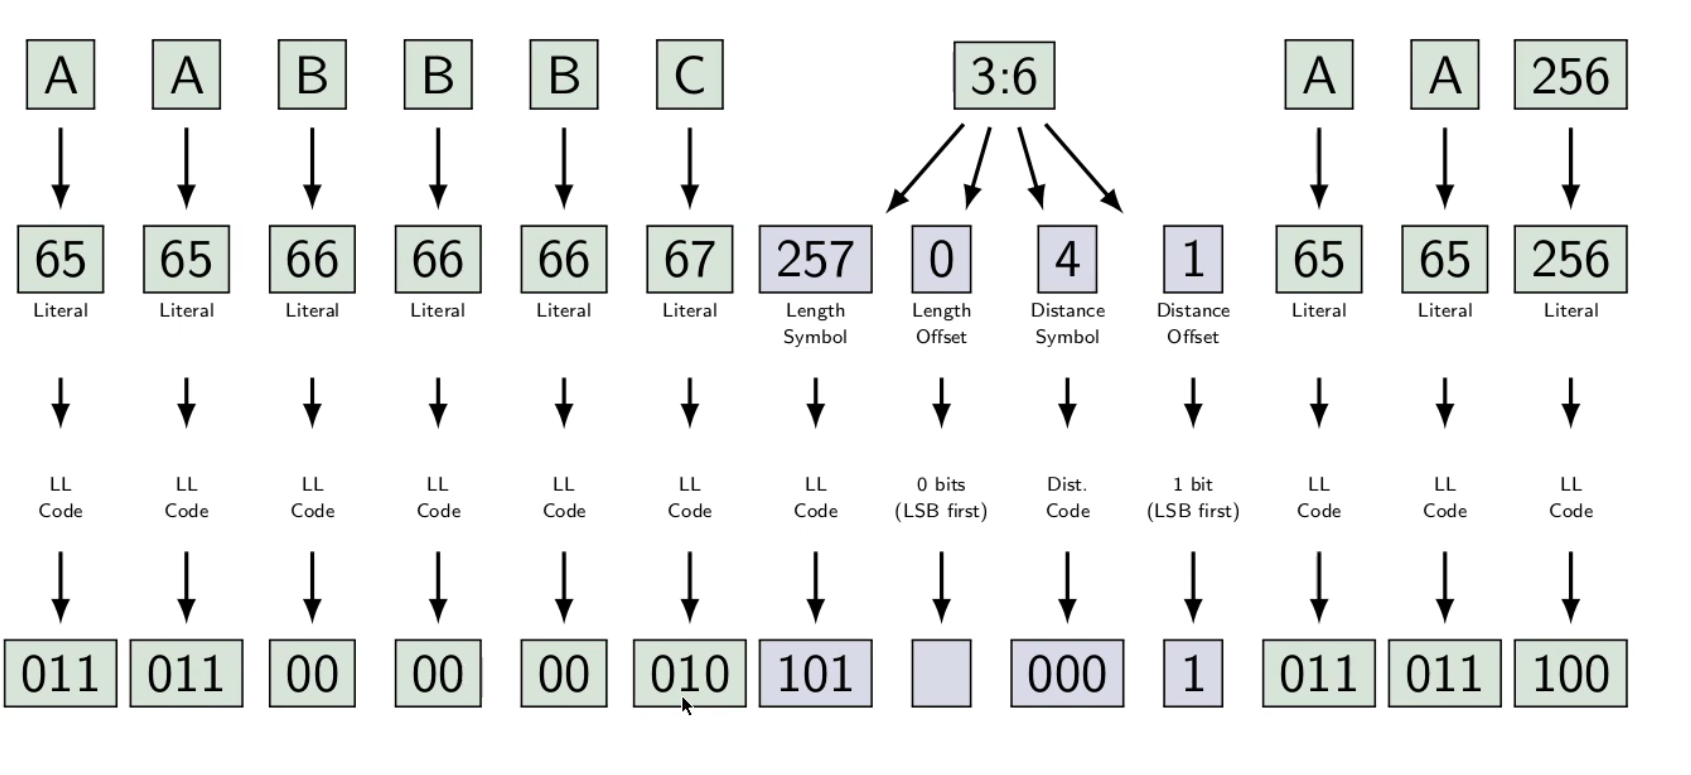 A A B B B C 3:6 A A 256
65 65 66 66 66 67 257 0 4 1 65 65 256
Literal Literal Literal Literal Literal Literal Length Length Distance Distance Literal Literal Literal
Symbol Offset Symbol Offset
LL LL LL LL LL LL LL 0 bits Dist. 1 bit LL LL LL
Code Code Code Code Code Code Code (LSB first) Code (LSB first) Code Code Code
011 011 00 00 00 010 101 000 1 011 011 100